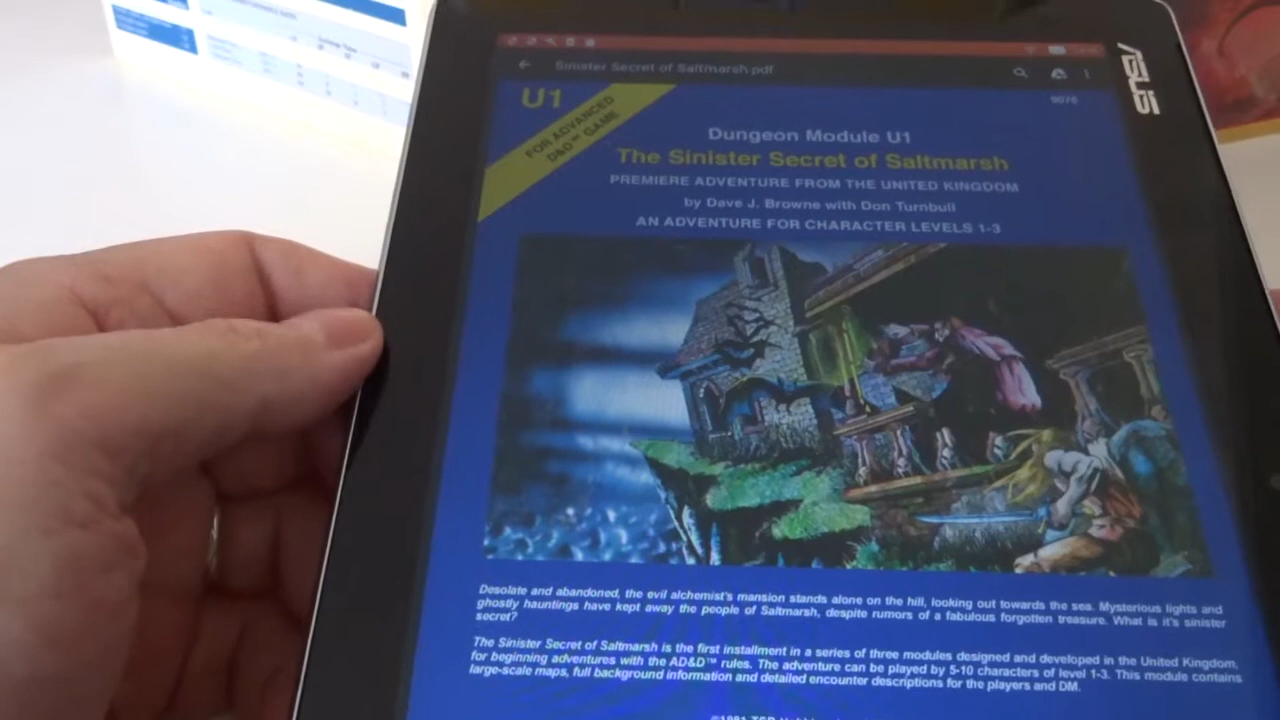 Sinister Secret of Saltmarsh.pdf
ASUS
U1
9076
FOR ADVANCED
D&D™ GAME
Dungeon Module U1
The Sinister Secret of Saltmarsh
PREMIERE ADVENTURE FROM THE UNITED KINGDOM
by Dave J. Browne with Don Turnbull
AN ADVENTURE FOR CHARACTER LEVELS 1-3
Desolate and abandoned, the evil alchemist's mansion stands alone on the hill, looking out towards the sea. Mysterious lights and
ghostly hauntings have kept away the people of Saltmarsh, despite rumors of a fabulous forgotten treasure. What is it's sinister
secret?
The Sinister Secret of Saltmarsh is the first installment in a series of three modules designed and developed in the United Kingdom,
for beginning adventures with the AD&D™ rules. The adventure can be played by 5-10 characters of level 1-3. This module contains
large-scale maps, full background information and detailed encounter descriptions for the players and DM.
©1981 TSR